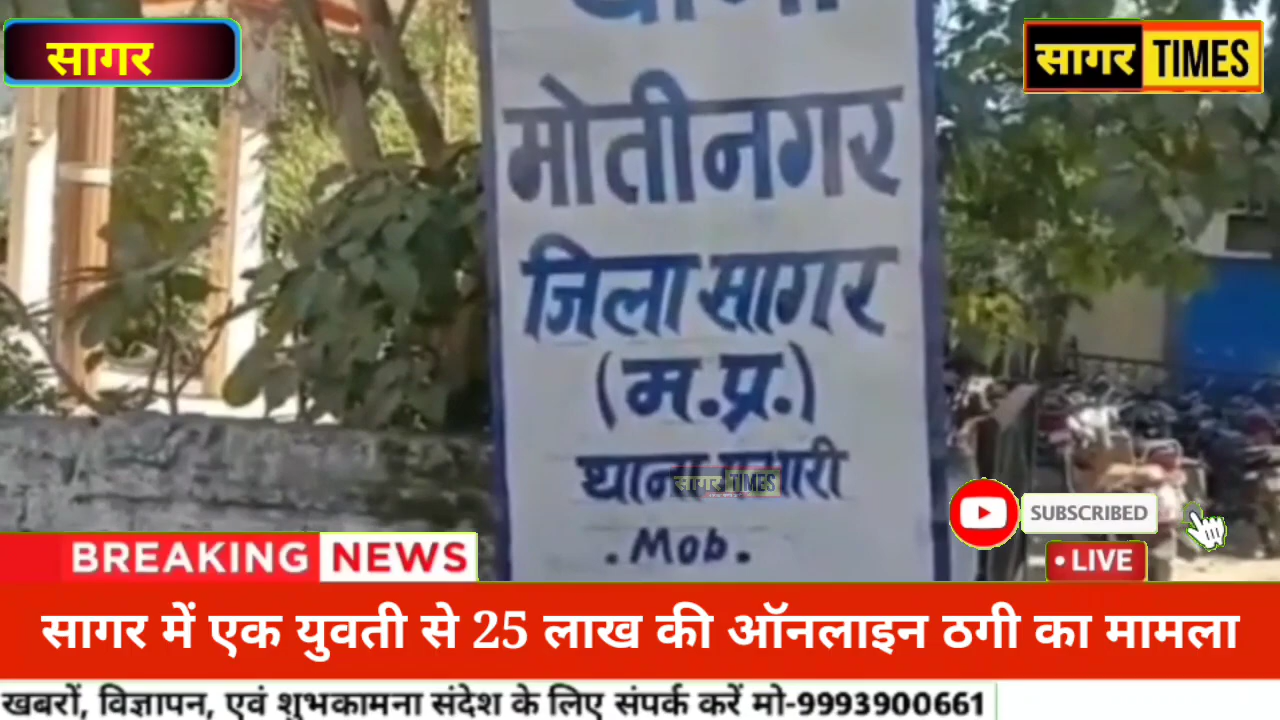 सागर
सागर TIMES
थाना
मोतीनगर
जिला सागर
(म.प्र.)
थाना प्रभारी
सागर TIMES
. Mob.
SUBSCRIBED
• LIVE
BREAKING NEWS
सागर में एक युवती से 25 लाख की ऑनलाइन ठगी का मामला
खबरों, विज्ञापन, एवं शुभकामना संदेश के लिए संपर्क करें मो-9993900661